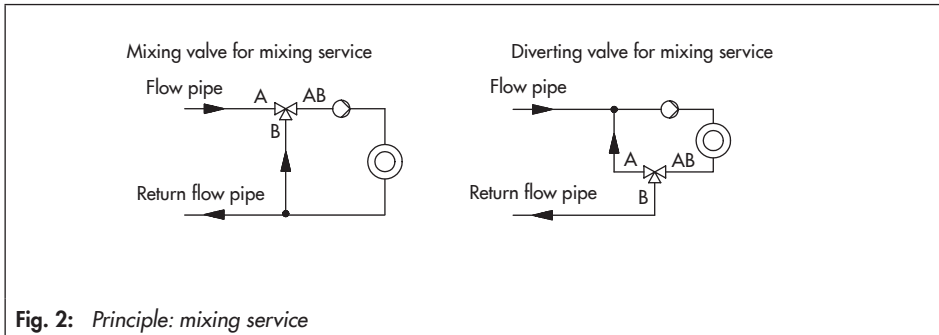 Mixing valve for mixing service
Flow pipe
A
AB
B
Return flow pipe
Diverting valve for mixing service
Flow pipe
A
AB
B
Return flow pipe
Fig. 2: Principle: mixing service